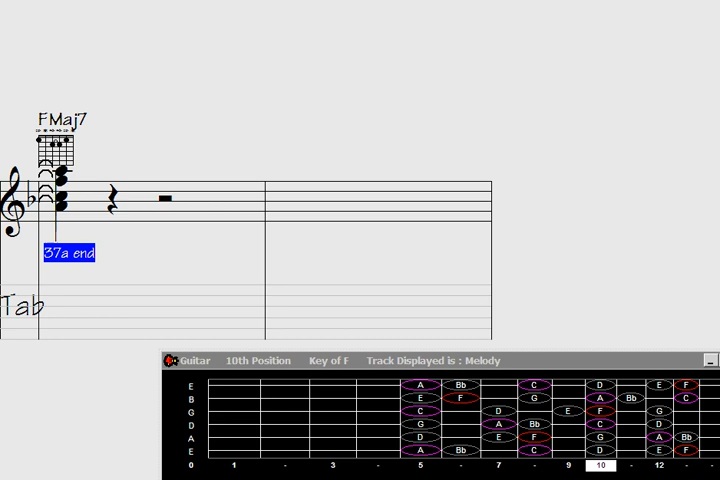 FMaj7
37a end
Tab
Guitar 10th Position Key of F Track Displayed is : Melody
E A Bb C D E F
B E F G A Bb C
G C D E F G
D G A Bb C D
A D E F G A Bb
E A Bb C D E F
0 1 - 3 - 5 - 7 - 9 10 - 12 - -